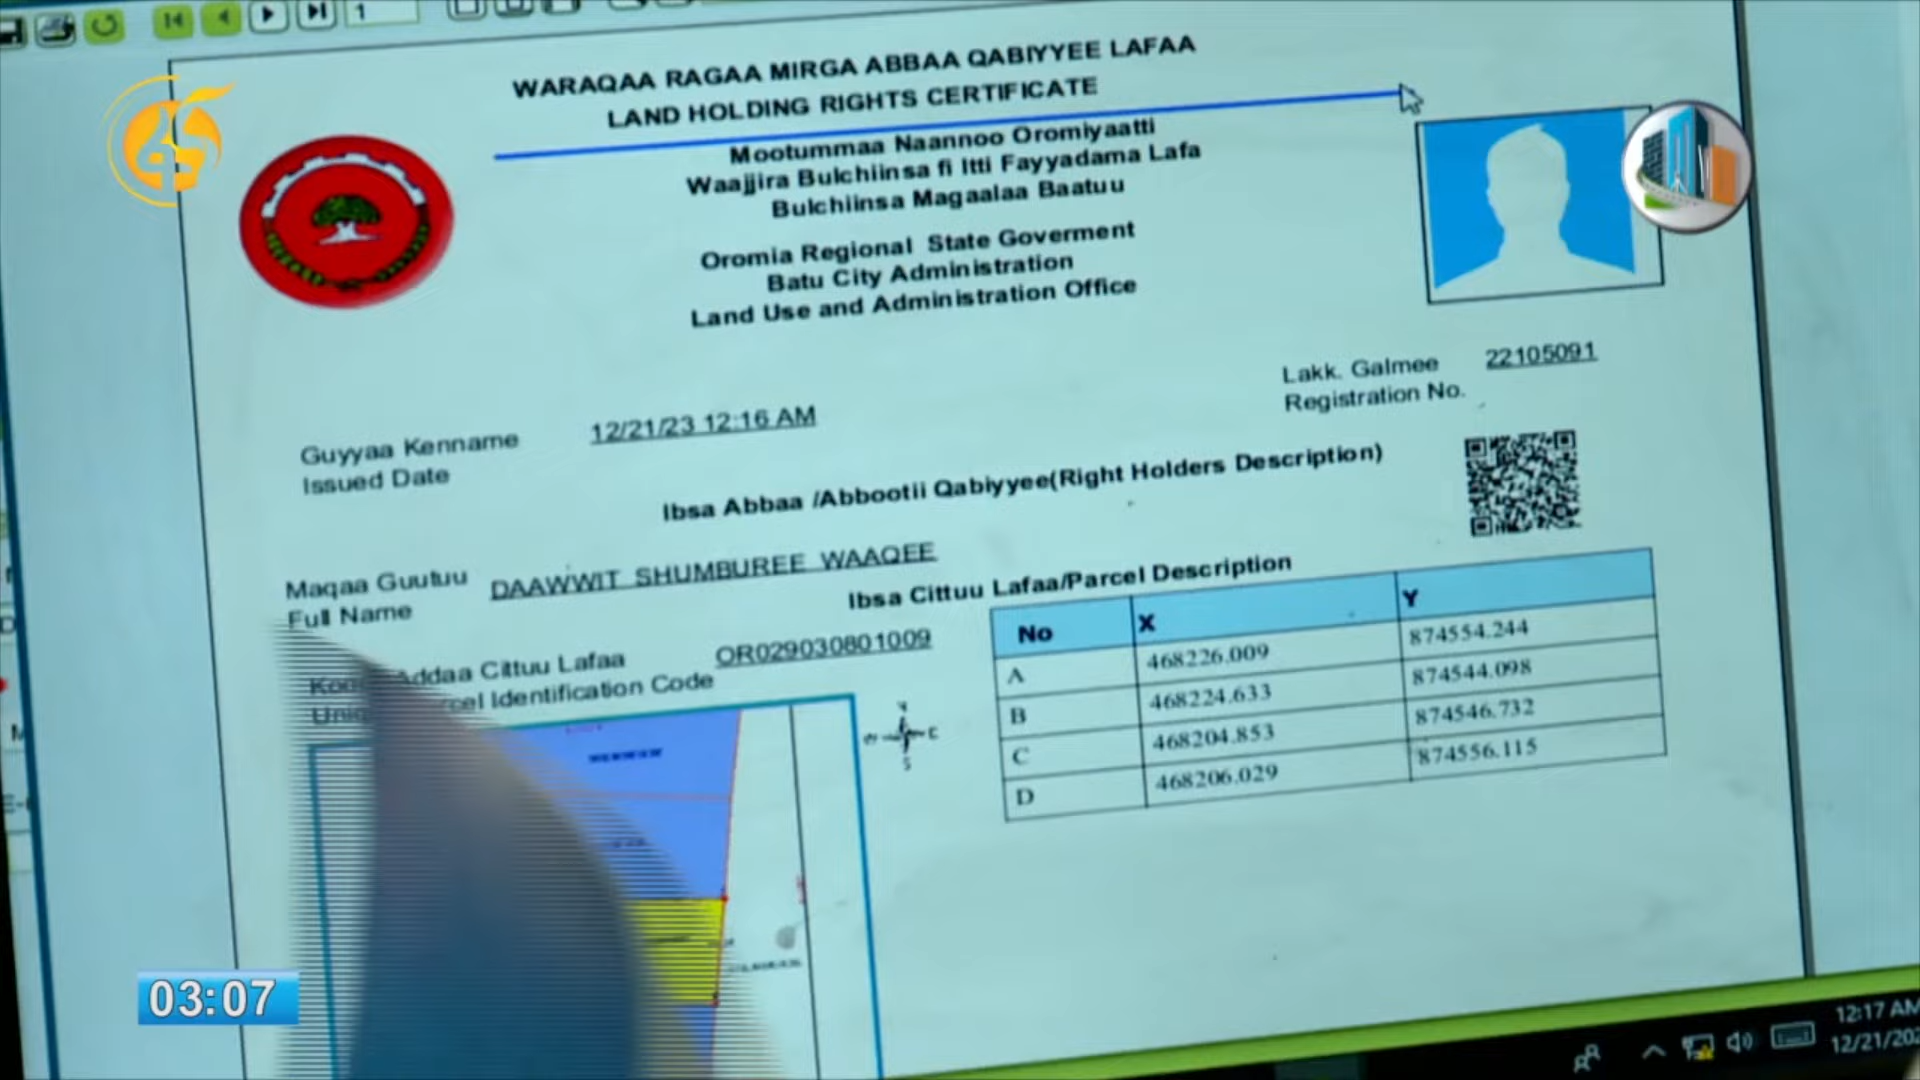 1
WARAQAA RAGAA MIRGA ABBAA QABIYYEE LAFAA
LAND HOLDING RIGHTS CERTIFICATE
Mootummaa Naannoo Oromiyaatti
Waajjira Bulchiinsa fi Itti Fayyadama Lafa
Bulchiinsa Magaalaa Baatuu
Oromia Regional State Goverment
Batu City Administration
Land Use and Administration Office
Lakk. Galmee 22105091
Registration No.
Guyyaa Kenname 12/21/23 12:16 AM
Issued Date
Ibsa Abbaa /Abbootii Qabiyyee(Right Holders Description)
Maqaa Guutuu DAAWWIT SHUMBUREE WAAQEE
Full Name
Ibsa Cittuu Lafaa/Parcel Description
Addaa Cittuu Lafaa OR029030801009
Identification Code
No X Y
A 468226.009 874554.244
B 468224.633 874544.098
C 468204.853 874546.732
D 468206.029 874556.115
S
03:07
12:17 AM